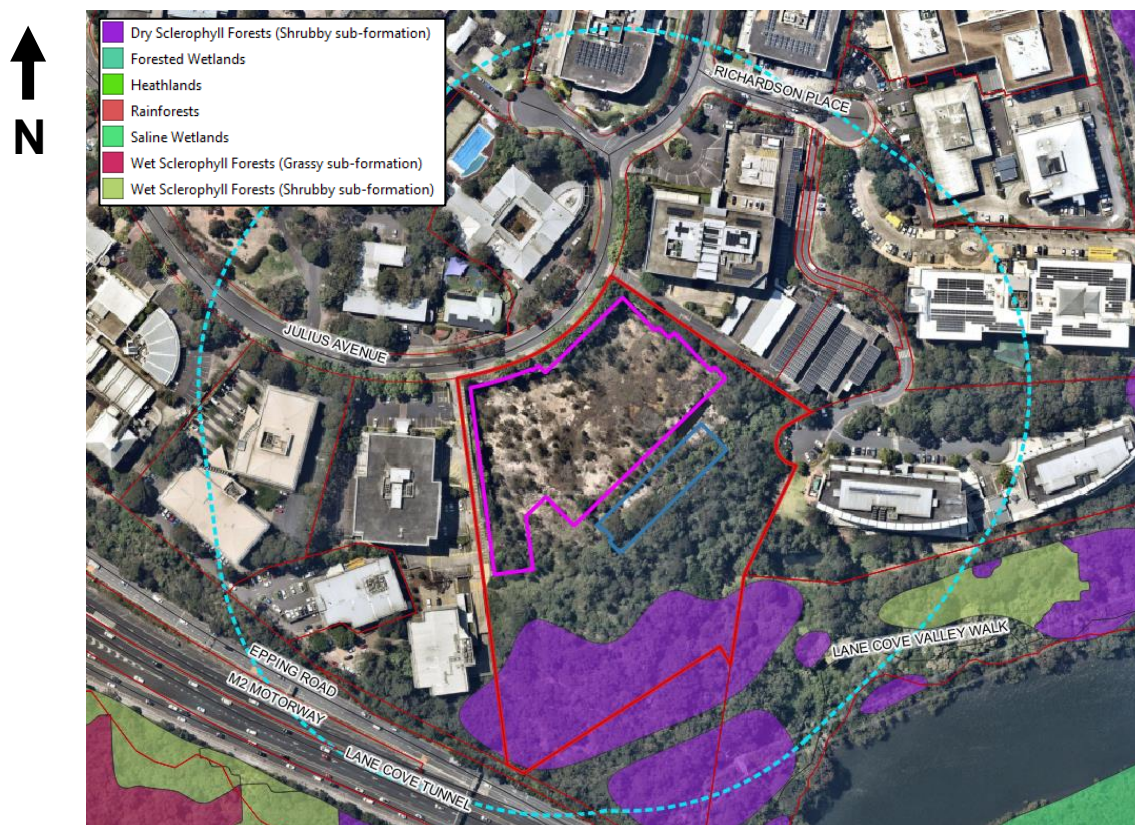 Dry Sclerophyll Forests (Shrubby sub-formation)
Forested Wetlands
Heathlands
Rainforests
Saline Wetlands
Wet Sclerophyll Forests (Grassy sub-formation)
Wet Sclerophyll Forests (Shrubby sub-formation)
N
RICHARDSON PLACE
JULIUS AVENUE
LANE COVE VALLEY WALK
EPPING ROAD
M2 MOTORWAY
LANE COVE TUNNEL